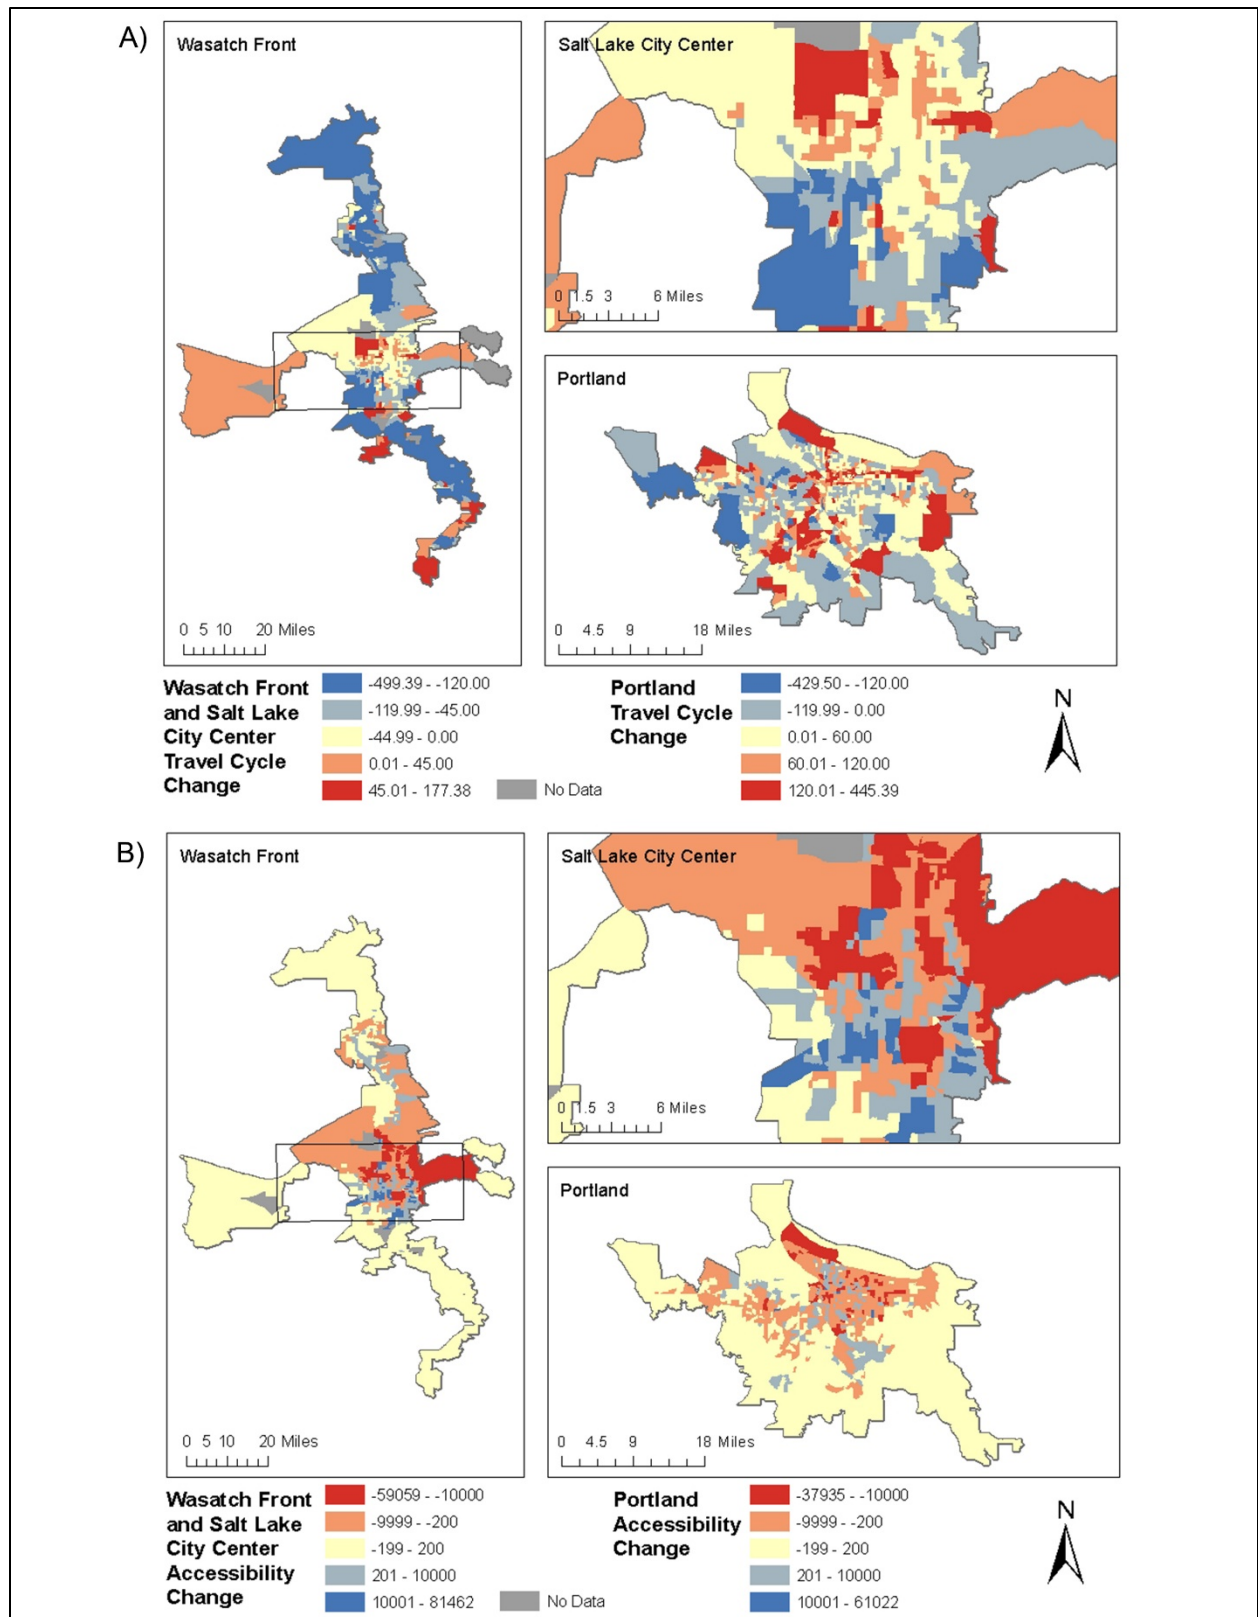 A)
Wasatch Front
Salt Lake City Center
0 1.5 3 6 Miles
Portland
0 5 10 20 Miles
0 4.5 9 18 Miles
Wasatch Front
and Salt Lake
City Center
Travel Cycle
Change
-499.39 - -120.00
-119.99 - -45.00
-44.99 - 0.00
0.01 - 45.00
45.01 - 177.38
No Data
Portland
Travel Cycle
Change
-429.50 - -120.00
-119.99 - 0.00
0.01 - 60.00
60.01 - 120.00
120.01 - 445.39
N
B)
Wasatch Front
Salt Lake City Center
0 1.5 3 6 Miles
Portland
0 5 10 20 Miles
0 4.5 9 18 Miles
Wasatch Front
and Salt Lake
City Center
Accessibility
Change
-59059 - -10000
-9999 - -200
-199 - 200
201 - 10000
10001 - 81462
No Data
Portland
Accessibility
Change
-37935 - -10000
-9999 - -200
-199 - 200
201 - 10000
10001 - 61022
N